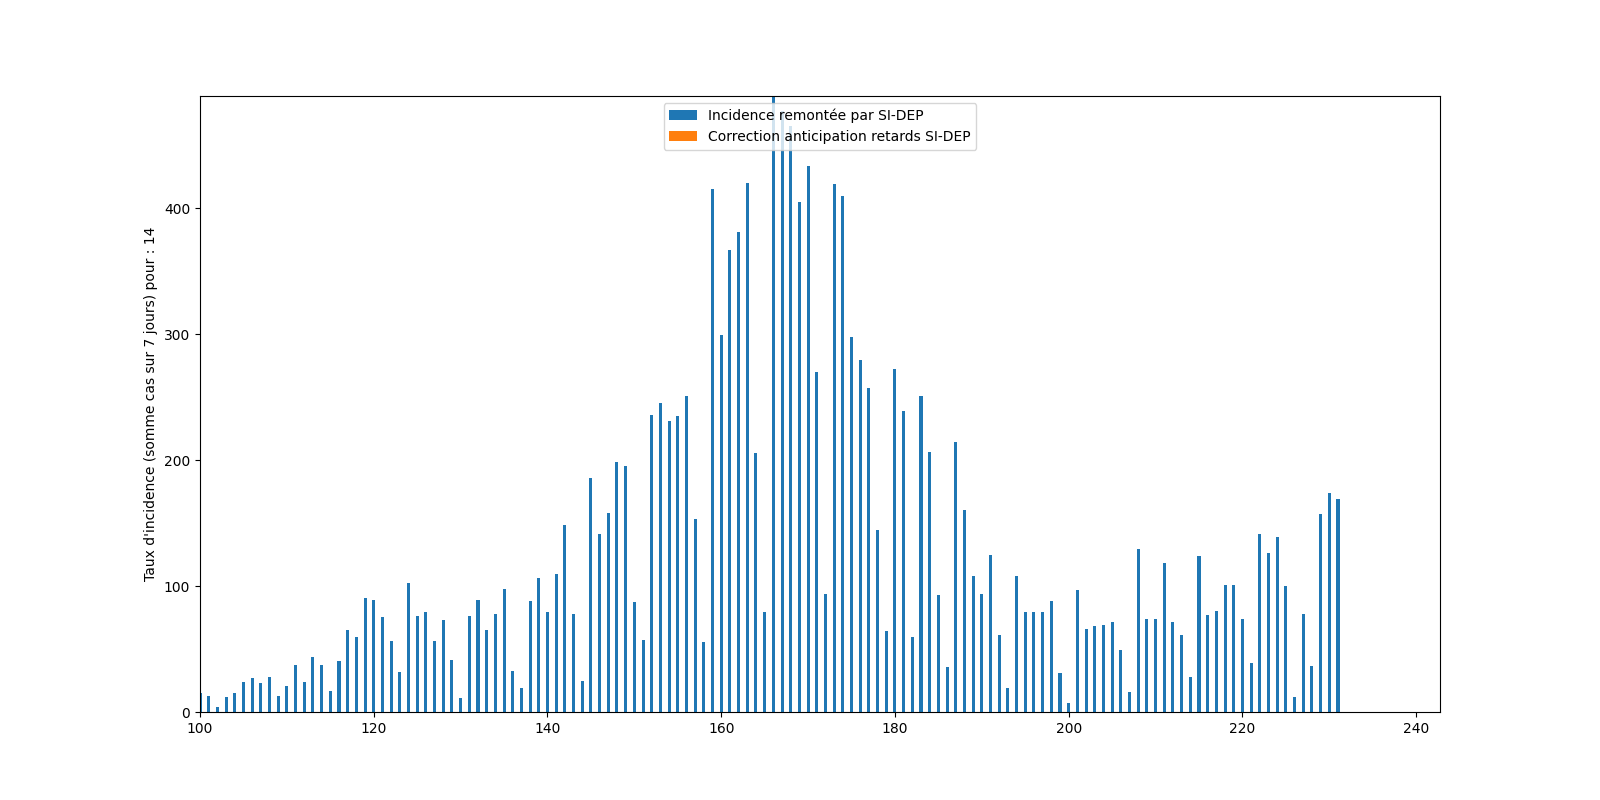 Incidence remontée par SI-DEP
Correction anticipation retards SI-DEP
Taux d'incidence (somme cas sur 7 jours) pour : 14
400
300
200
100
0
100 120 140 160 180 200 220 240